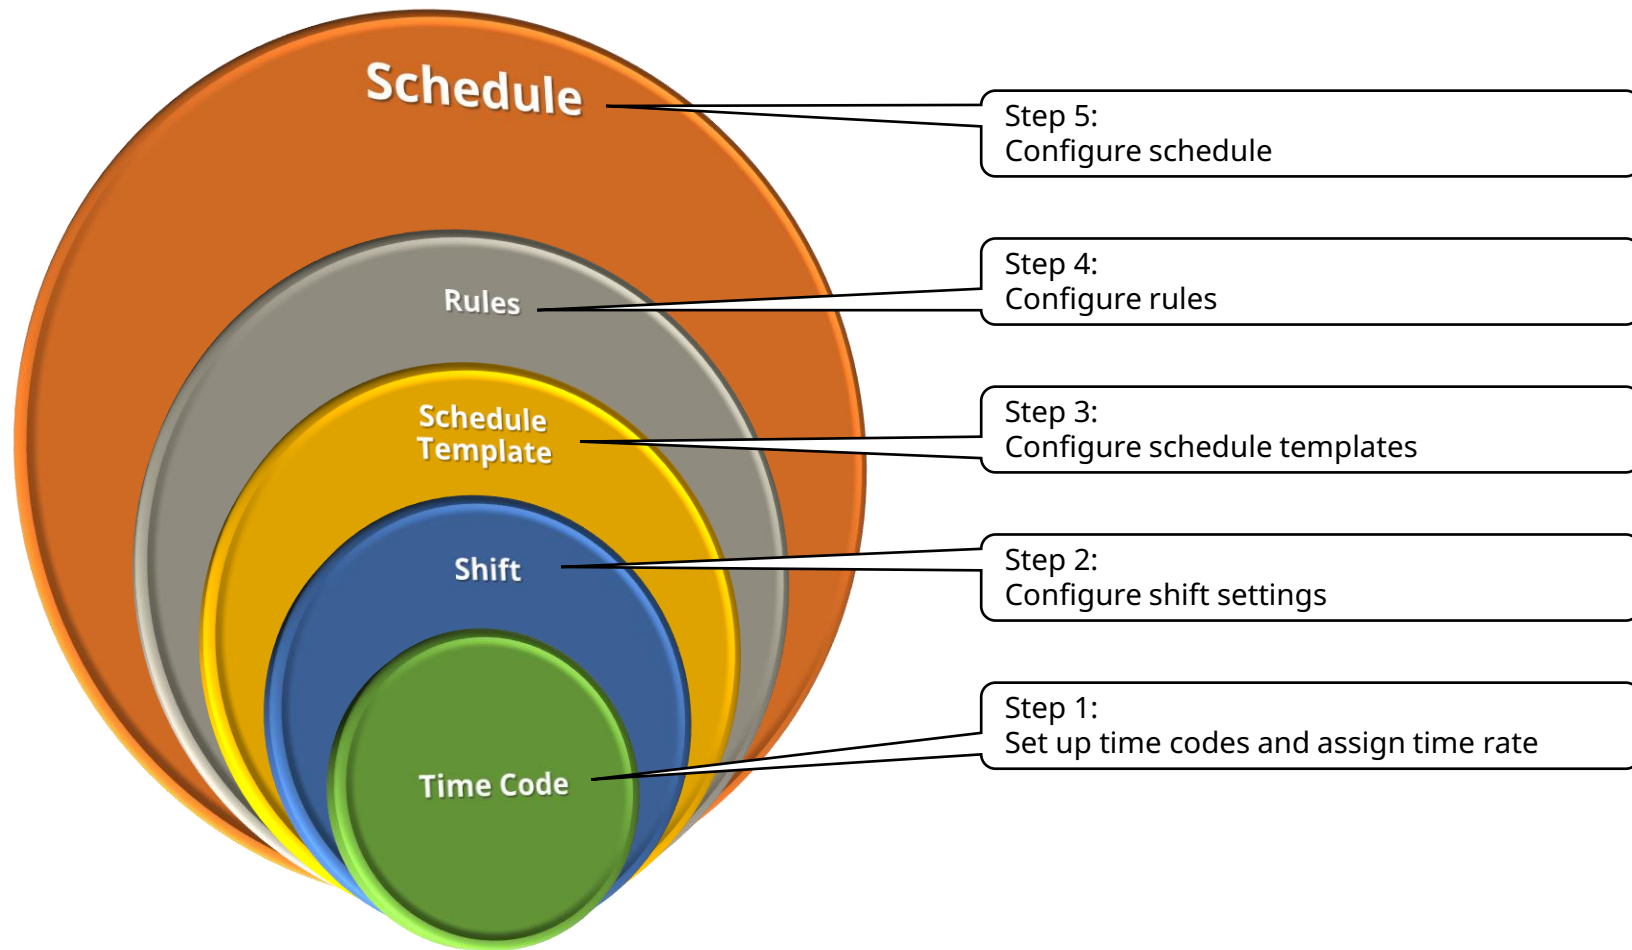 Schedule
Step 5:
Configure schedule
Rules
Step 4:
Configure rules
Schedule
Template
Step 3:
Configure schedule templates
Shift
Step 2:
Configure shift settings
Time Code
Step 1:
Set up time codes and assign time rate